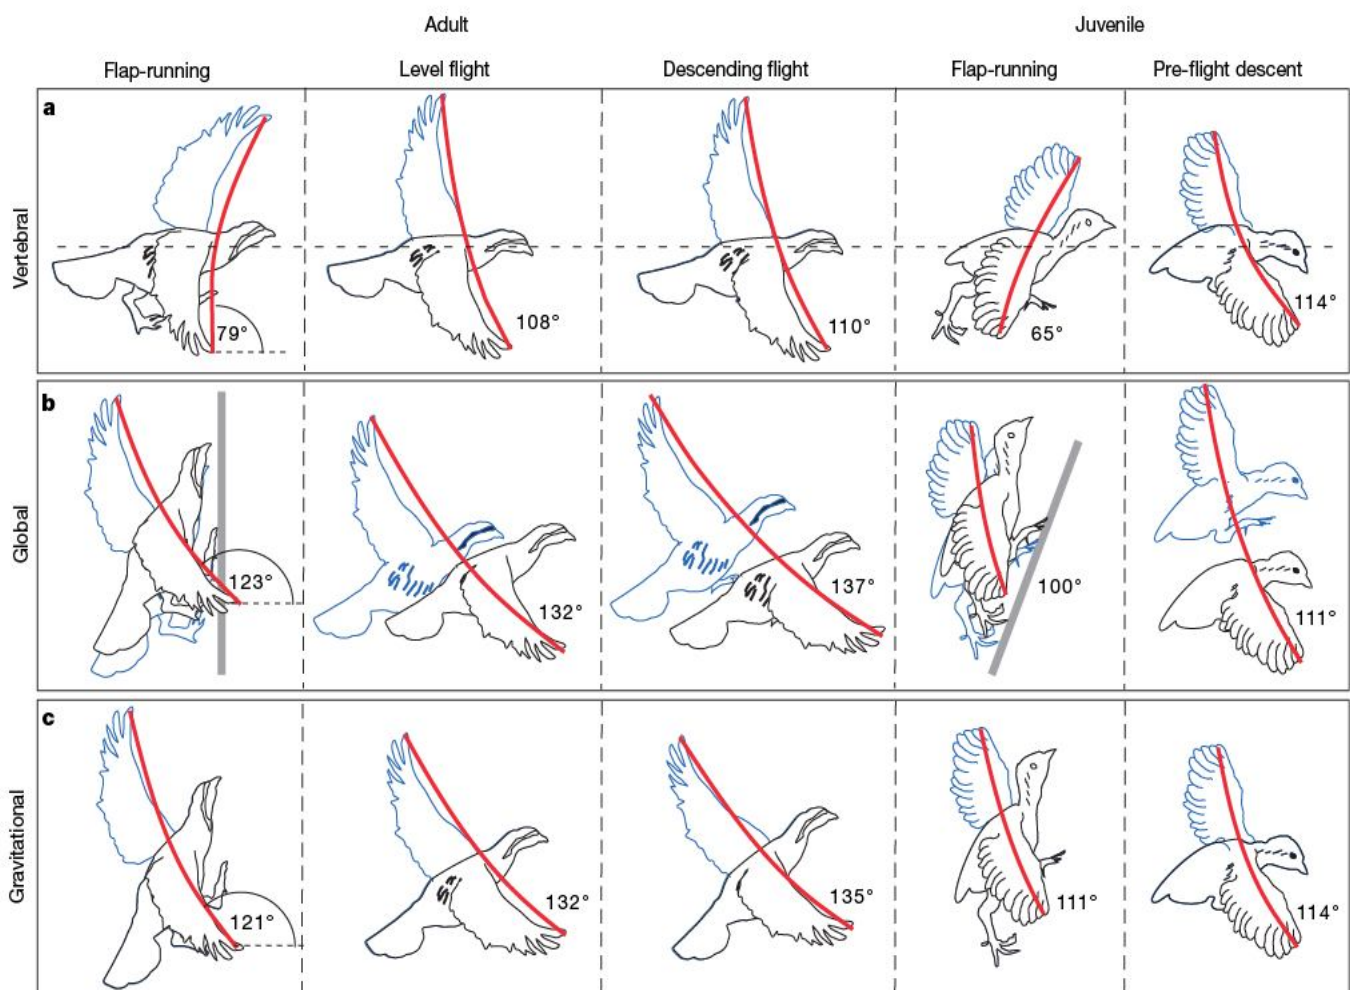 Adult Juvenile
Flap-running Level flight Descending flight Flap-running Pre-flight descent
a
Vertebral
79° 108° 110° 65° 114°
b
Global
123° 132° 137° 100° 111°
c
Gravitational
121° 132° 135° 111° 114°